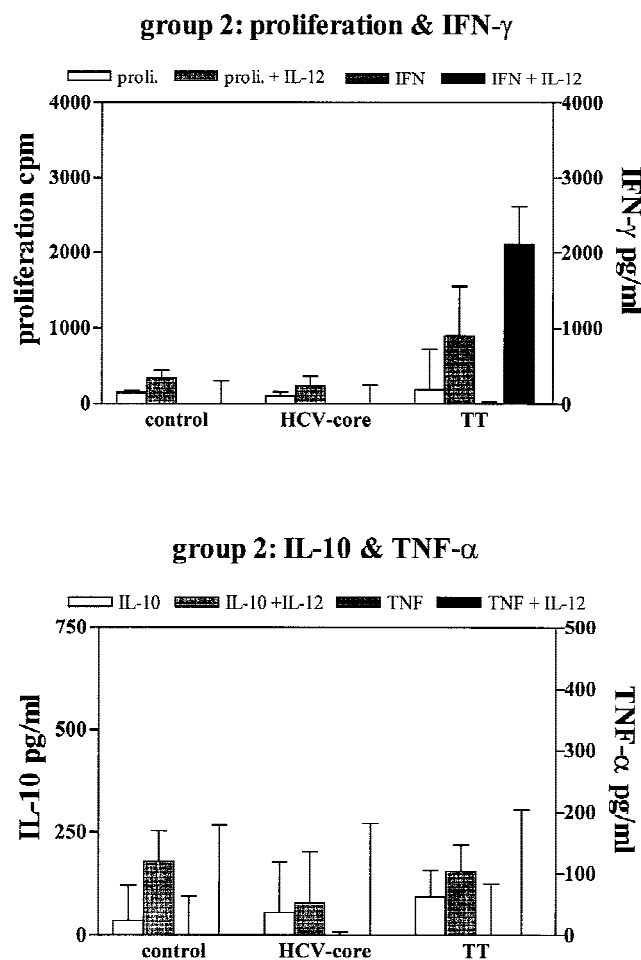 group 2: proliferation & IFN-γ
proli. proli. + IL-12 IFN IFN + IL-12
4000 4000
3000 3000
2000 2000
1000 1000
0 0
proliferation cpm
IFN-γ pg/ml
control HCV-core TT
group 2: IL-10 & TNF-α
IL-10 IL-10 +IL-12 TNF TNF + IL-12
750 500
400
500
300
250 200
100
0 0
IL-10 pg/ml
TNF-α pg/ml
control HCV-core TT